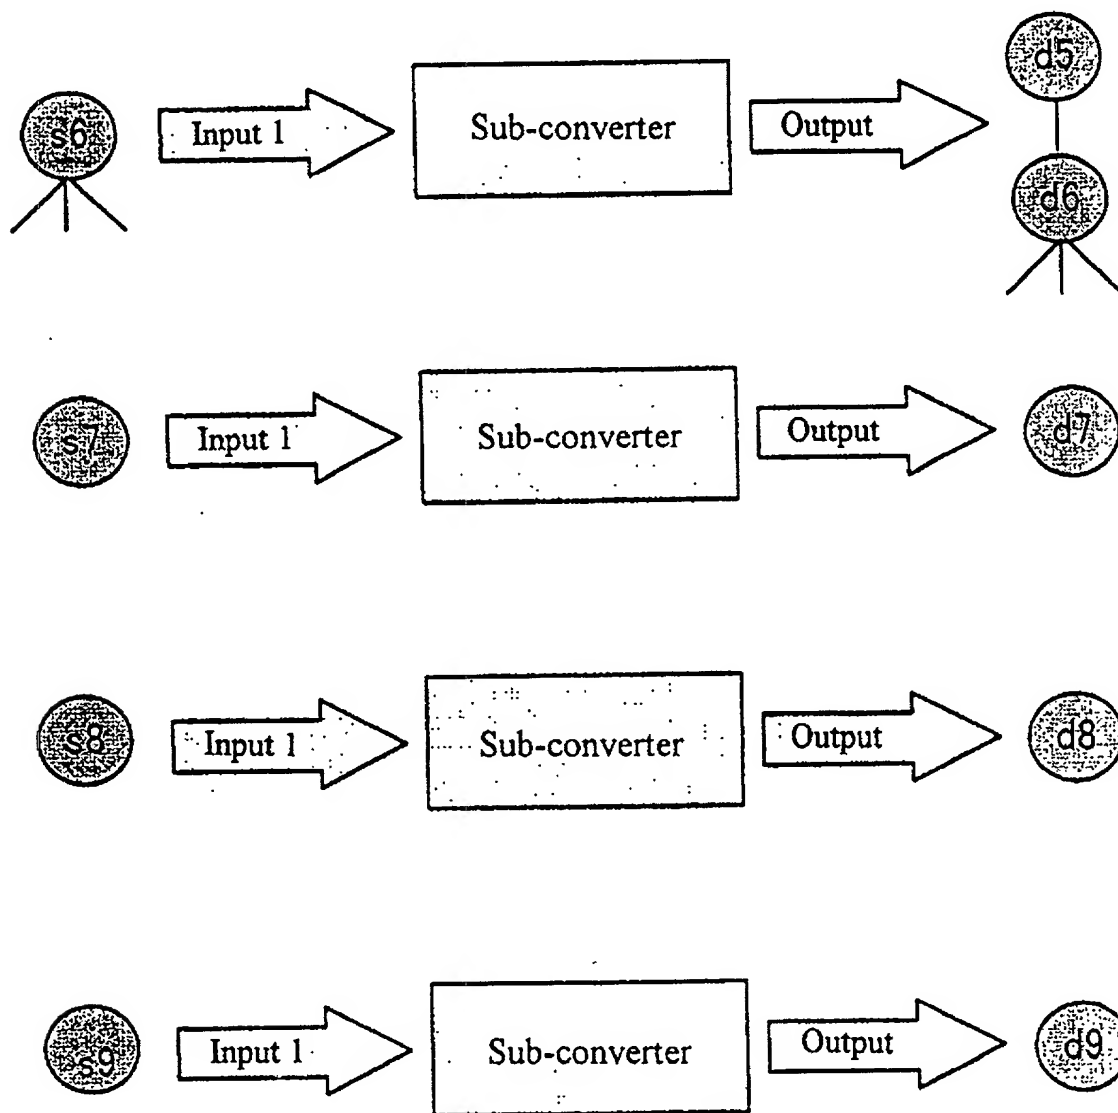 d5
s6 Input 1 Sub-converter Output
d6
s7 Input 1 Sub-converter Output d7
s8 Input 1 Sub-converter Output d8
s9 Input 1 Sub-converter Output d9